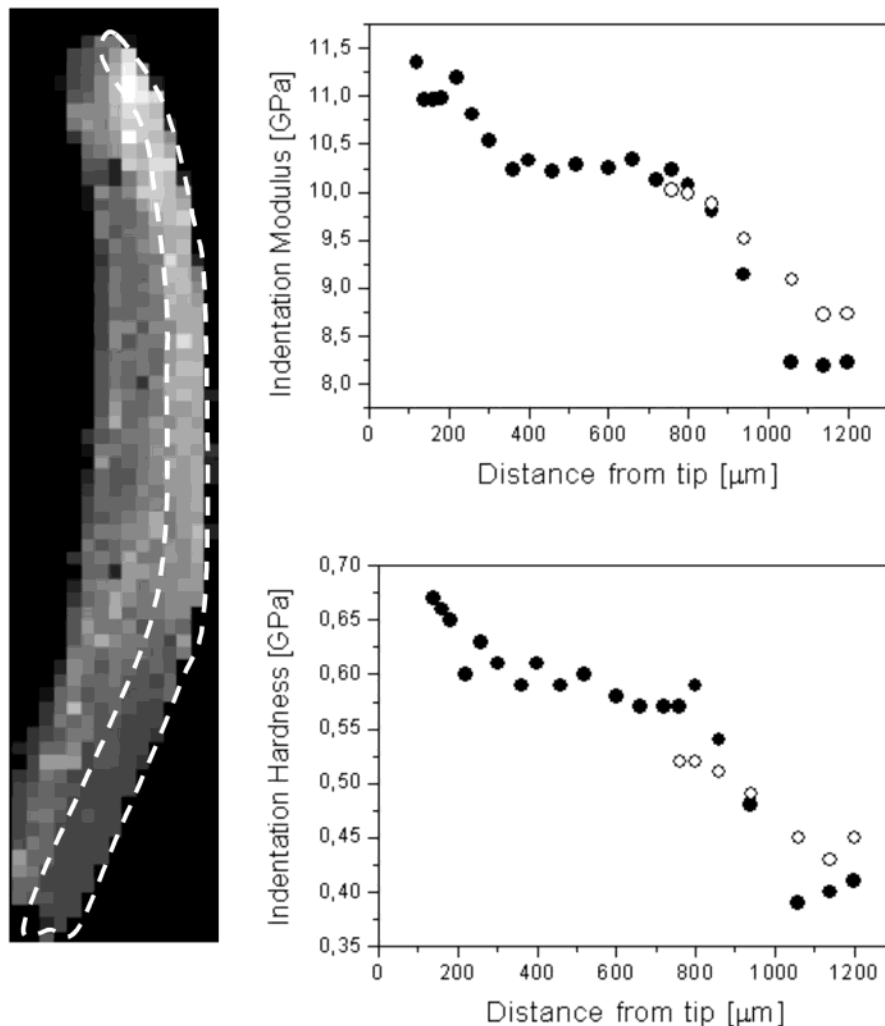 Indentation Modulus [GPa]
11,5
11,0
10,5
10,0
9,5
9,0
8,5
8,0
0 200 400 600 800 1000 1200
Distance from tip [μm]
Indentation Hardness [GPa]
0,70
0,65
0,60
0,55
0,50
0,45
0,40
0,35
0 200 400 600 800 1000 1200
Distance from tip [μm]